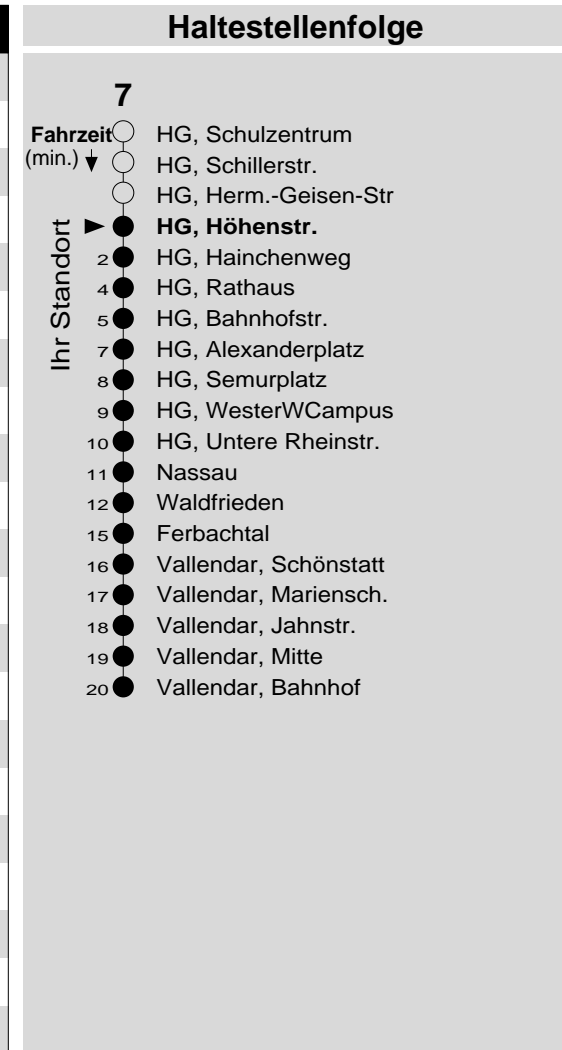 Haltestellenfolge
7
Fahrzeit HG, Schulzentrum
(min.) HG, Schillerstr.
HG, Herm.-Geisen-Str
Ihr Standort
HG, Höhenstr.
2 HG, Hainchenweg
4 HG, Rathaus
5 HG, Bahnhofstr.
7 HG, Alexanderplatz
8 HG, Semurplatz
9 HG, WesterWCampus
10 HG, Untere Rheinstr.
11 Nassau
12 Waldfrieden
15 Ferbachtal
16 Vallendar, Schönstatt
17 Vallendar, Mariensch.
18 Vallendar, Jahnstr.
19 Vallendar, Mitte
20 Vallendar, Bahnhof